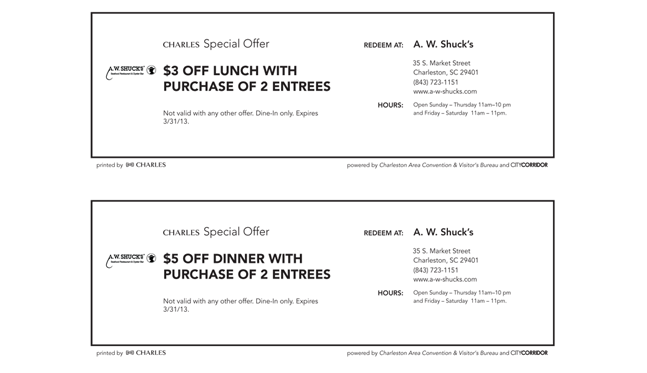 CHARLES Special Offer
A.W. SHUCK'S
$3 OFF LUNCH WITH
PURCHASE OF 2 ENTREES
Not valid with any other offer. Dine-In only. Expires
3/31/13.
REDEEM AT: A. W. Shuck's
35 S. Market Street
Charleston, SC 29401
(843) 723-1151
www.a-w-shucks.com
HOURS: Open Sunday – Thursday 11am–10 pm
and Friday – Saturday 11am – 11pm.
printed by CHARLES
powered by Charleston Area Convention & Visitor's Bureau and CITYCORRIDOR
CHARLES Special Offer
A.W. SHUCK'S
$5 OFF DINNER WITH
PURCHASE OF 2 ENTREES
Not valid with any other offer. Dine-In only. Expires
3/31/13.
REDEEM AT: A. W. Shuck's
35 S. Market Street
Charleston, SC 29401
(843) 723-1151
www.a-w-shucks.com
HOURS: Open Sunday – Thursday 11am–10 pm
and Friday – Saturday 11am – 11pm.
printed by CHARLES
powered by Charleston Area Convention & Visitor's Bureau and CITYCORRIDOR